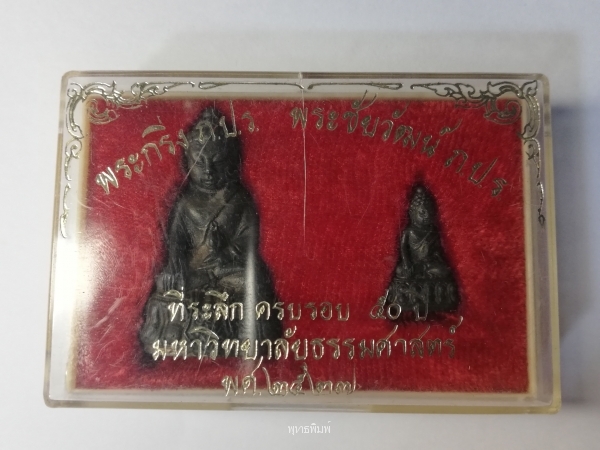 พระกริ่ง ภปร พระชัยวัฒน์ ภปร
ที่ระลึก ครบรอบ ๕๐ ปี
มหาวิทยาลัยธรรมศาสตร์
พ.ศ.๒๕๒๗
พุทธพิมพ์